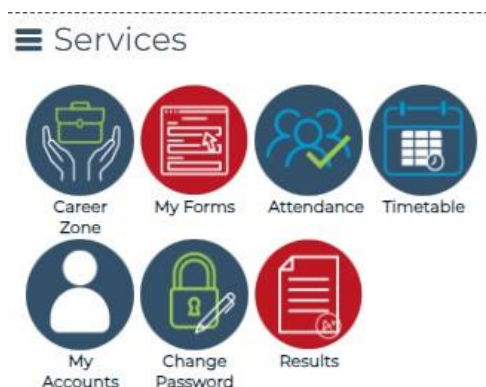 Services
Career
Zone
My Forms
Attendance
Timetable
My
Accounts
Change
Password
Results
A+